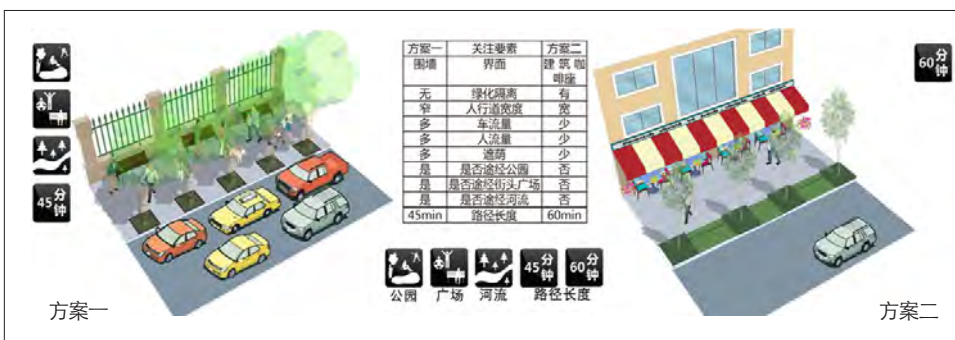 45分钟
方案一
方案一 关注要素 方案二
围墙 界面 建筑咖啡座
无 绿化隔离 有
窄 人行道宽度 宽
多 车流量 少
多 人流量 少
多 遮荫 少
是 是否途经公园 否
是 是否途经街头广场 否
是 是否途经河流 否
45min 路径长度 60min
45分钟 60分钟
公园 广场 河流 路径长度
60分钟
方案二